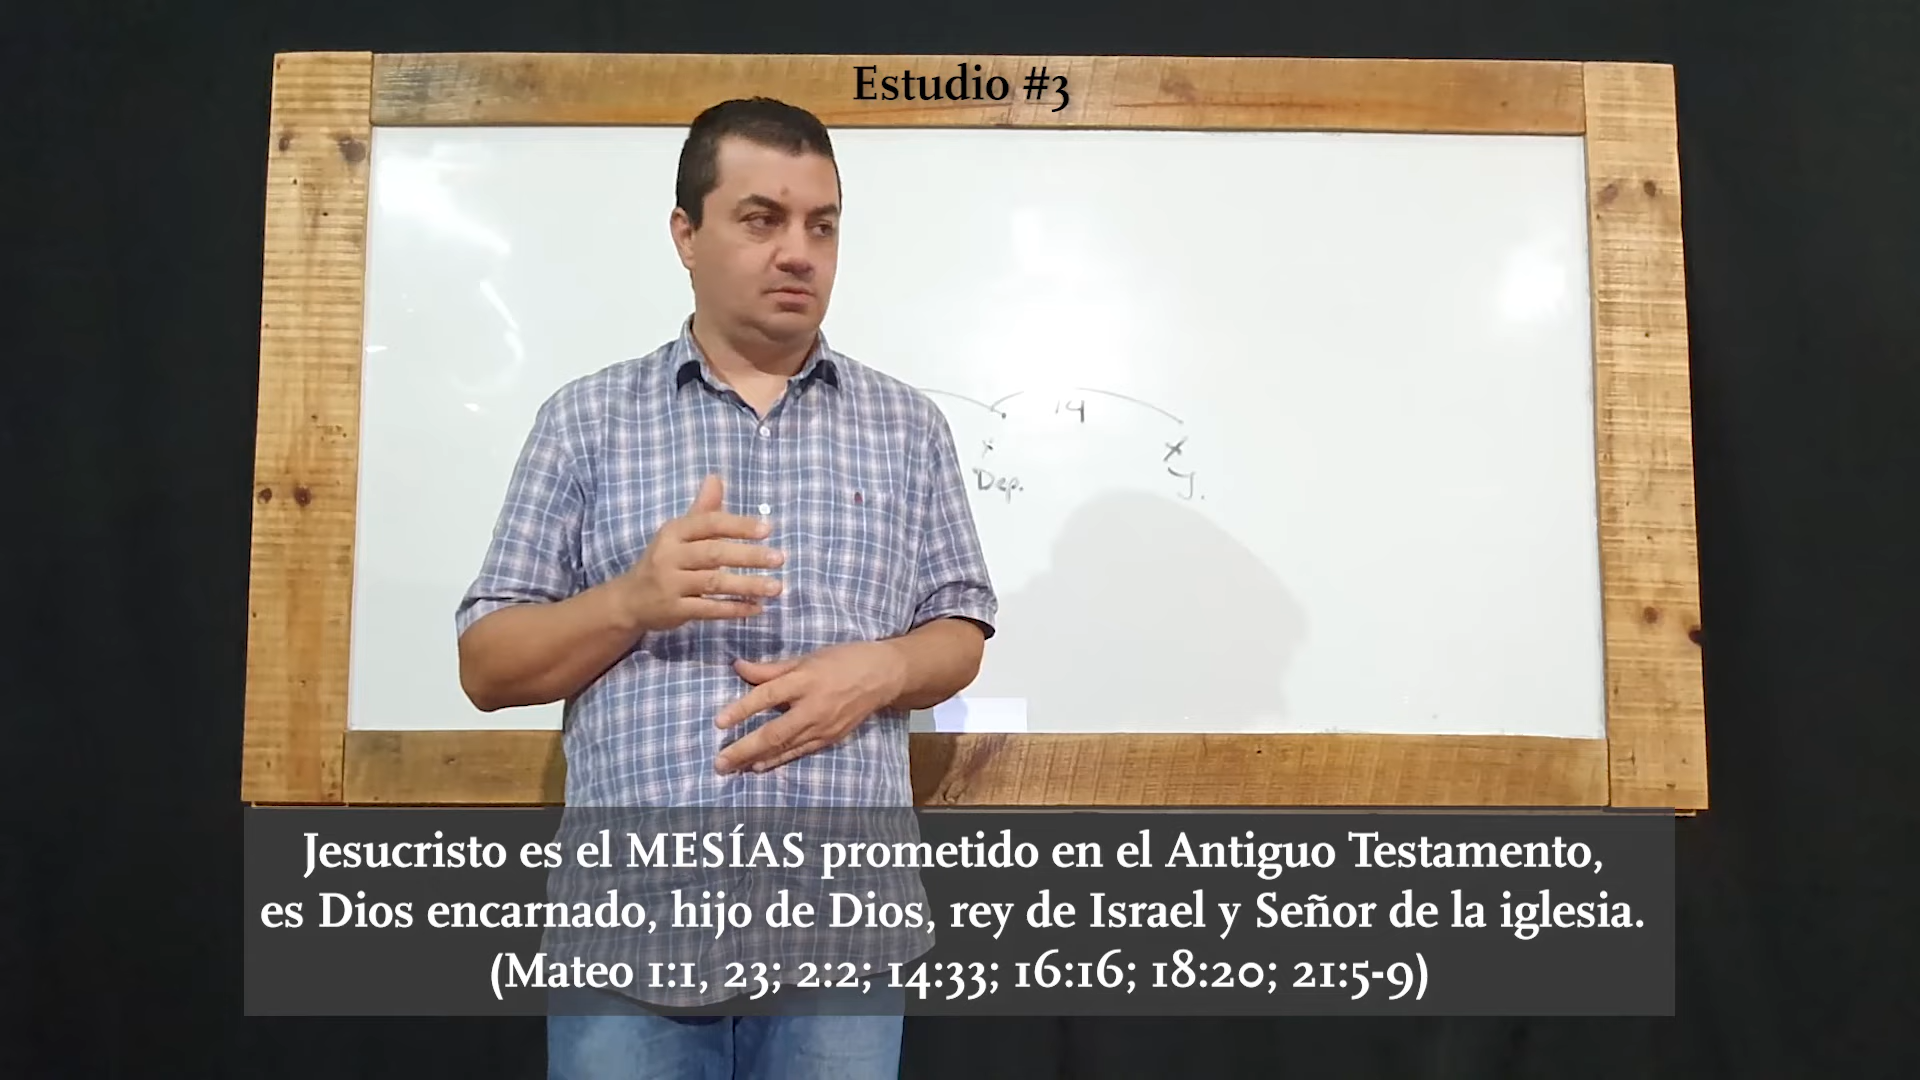 Estudio #3
14
x x
Dep. J.
Jesucristo es el MESÍAS prometido en el Antiguo Testamento,
es Dios encarnado, hijo de Dios, rey de Israel y Señor de la iglesia.
(Mateo 1:1, 23; 2:2; 14:33; 16:16; 18:20; 21:5-9)